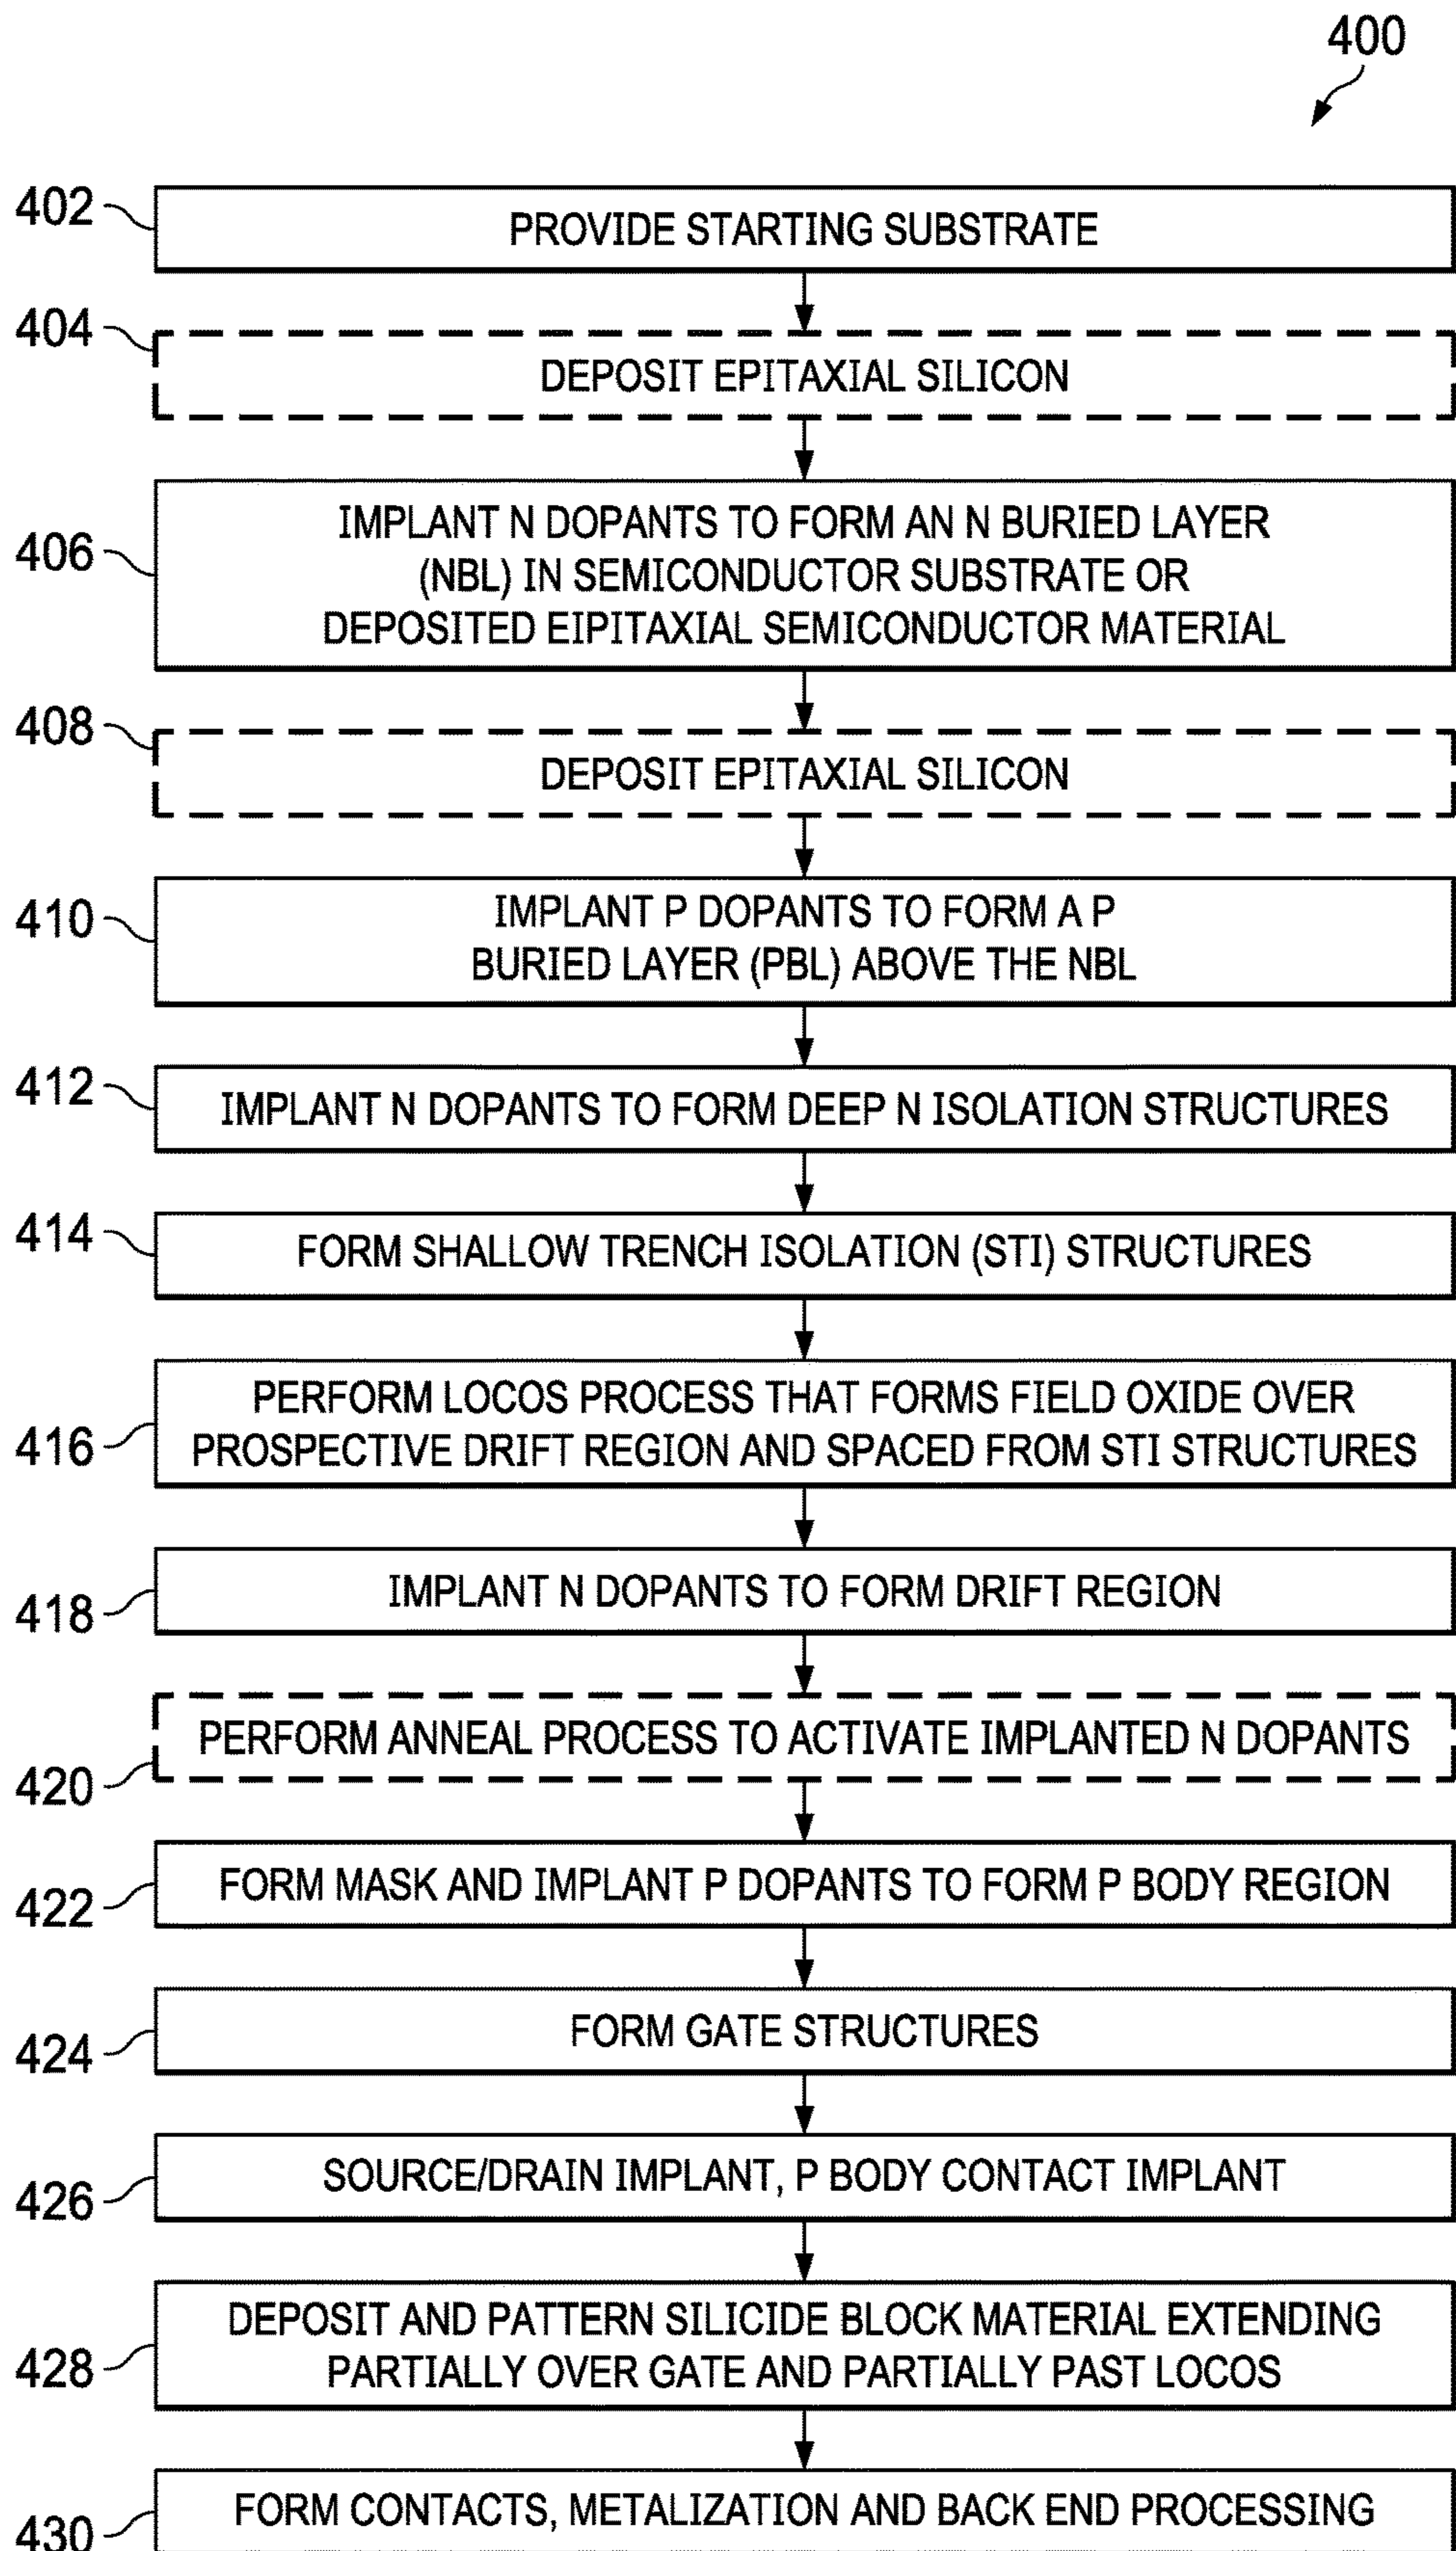 400
402
PROVIDE STARTING SUBSTRATE
404
DEPOSIT EPITAXIAL SILICON
406
IMPLANT N DOPANTS TO FORM AN N BURIED LAYER
(NBL) IN SEMICONDUCTOR SUBSTRATE OR
DEPOSITED EIPITAXIAL SEMICONDUCTOR MATERIAL
408
DEPOSIT EPITAXIAL SILICON
410
IMPLANT P DOPANTS TO FORM A P
BURIED LAYER (PBL) ABOVE THE NBL
412
IMPLANT N DOPANTS TO FORM DEEP N ISOLATION STRUCTURES
414
FORM SHALLOW TRENCH ISOLATION (STI) STRUCTURES
416
PERFORM LOCOS PROCESS THAT FORMS FIELD OXIDE OVER
PROSPECTIVE DRIFT REGION AND SPACED FROM STI STRUCTURES
418
IMPLANT N DOPANTS TO FORM DRIFT REGION
420
PERFORM ANNEAL PROCESS TO ACTIVATE IMPLANTED N DOPANTS
422
FORM MASK AND IMPLANT P DOPANTS TO FORM P BODY REGION
424
FORM GATE STRUCTURES
426
SOURCE/DRAIN IMPLANT, P BODY CONTACT IMPLANT
428
DEPOSIT AND PATTERN SILICIDE BLOCK MATERIAL EXTENDING
PARTIALLY OVER GATE AND PARTIALLY PAST LOCOS
430
FORM CONTACTS, METALIZATION AND BACK END PROCESSING